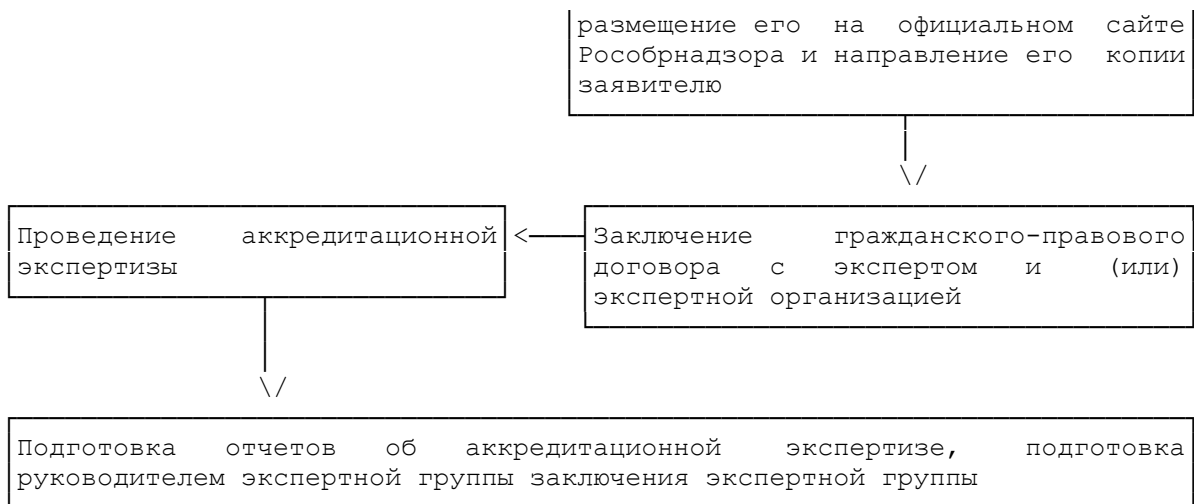 размещение его на официальном сайте
Рособрнадзора и направление его копии
заявителю
Проведение аккредитационной
экспертизы
Заключение гражданского-правового
договора с экспертом и (или)
экспертной организацией
Подготовка отчетов об аккредитационной экспертизе, подготовка
руководителем экспертной группы заключения экспертной группы